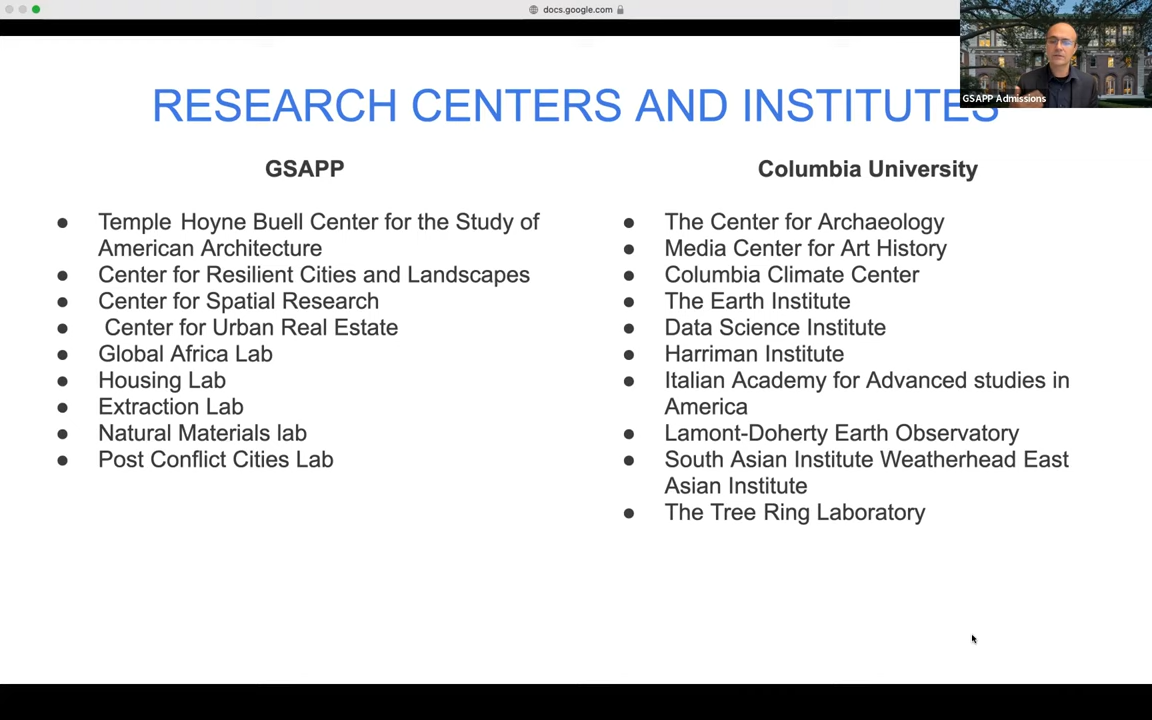 docs.google.com
GSAPP Admissions
RESEARCH CENTERS AND INSTITUTES
GSAPP
• Temple Hoyne Buell Center for the Study of
American Architecture
• Center for Resilient Cities and Landscapes
• Center for Spatial Research
• Center for Urban Real Estate
• Global Africa Lab
• Housing Lab
• Extraction Lab
• Natural Materials lab
• Post Conflict Cities Lab
Columbia University
• The Center for Archaeology
• Media Center for Art History
• Columbia Climate Center
• The Earth Institute
• Data Science Institute
• Harriman Institute
• Italian Academy for Advanced studies in
America
• Lamont-Doherty Earth Observatory
• South Asian Institute Weatherhead East
Asian Institute
• The Tree Ring Laboratory